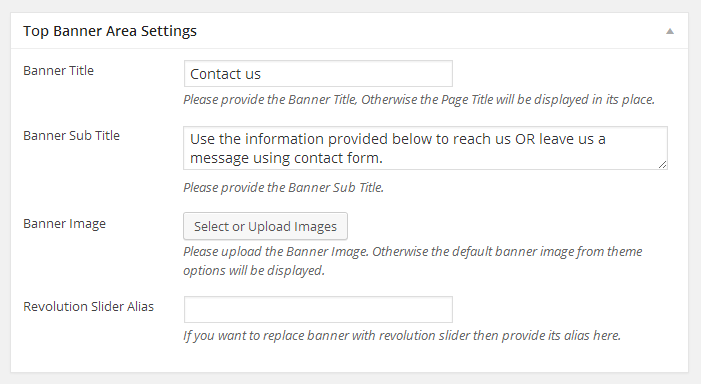 Top Banner Area Settings
Banner Title
Contact us
Please provide the Banner Title, Otherwise the Page Title will be displayed in its place.
Banner Sub Title
Use the information provided below to reach us OR leave us a
message using contact form.
Please provide the Banner Sub Title.
Banner Image
Select or Upload Images
Please upload the Banner Image. Otherwise the default banner image from theme
options will be displayed.
Revolution Slider Alias
If you want to replace banner with revolution slider then provide its alias here.